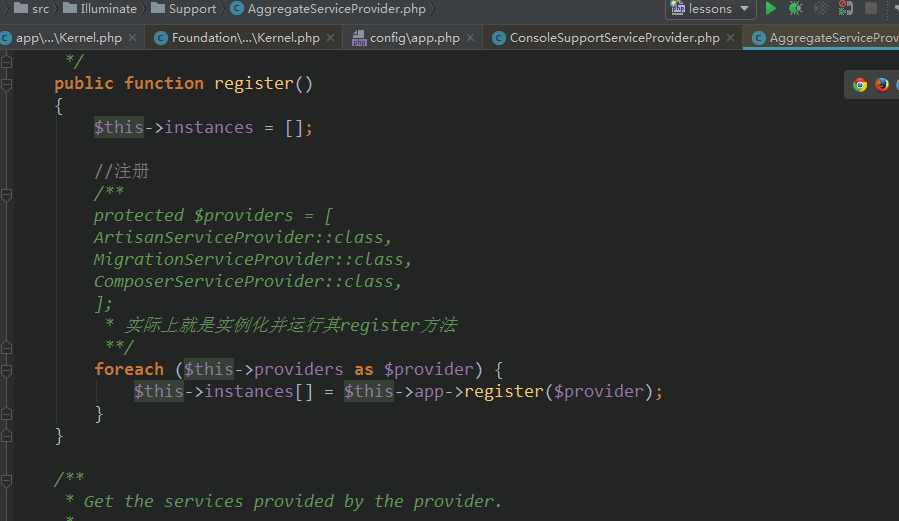 src Illuminate Support AggregateServiceProvider.php lessons
app\...\Kernel.php Foundation\...\Kernel.php config\app.php ConsoleSupportServiceProvider.php AggregateServiceProv
*/
public function register()
{
$this->instances = [];
//注册
/**
protected $providers = [
ArtisanServiceProvider::class,
MigrationServiceProvider::class,
ComposerServiceProvider::class,
];
* 实际上就是实例化并运行其register方法
**/
foreach ($this->providers as $provider) {
$this->instances[] = $this->app->register($provider);
}
}
/**
* Get the services provided by the provider.
*